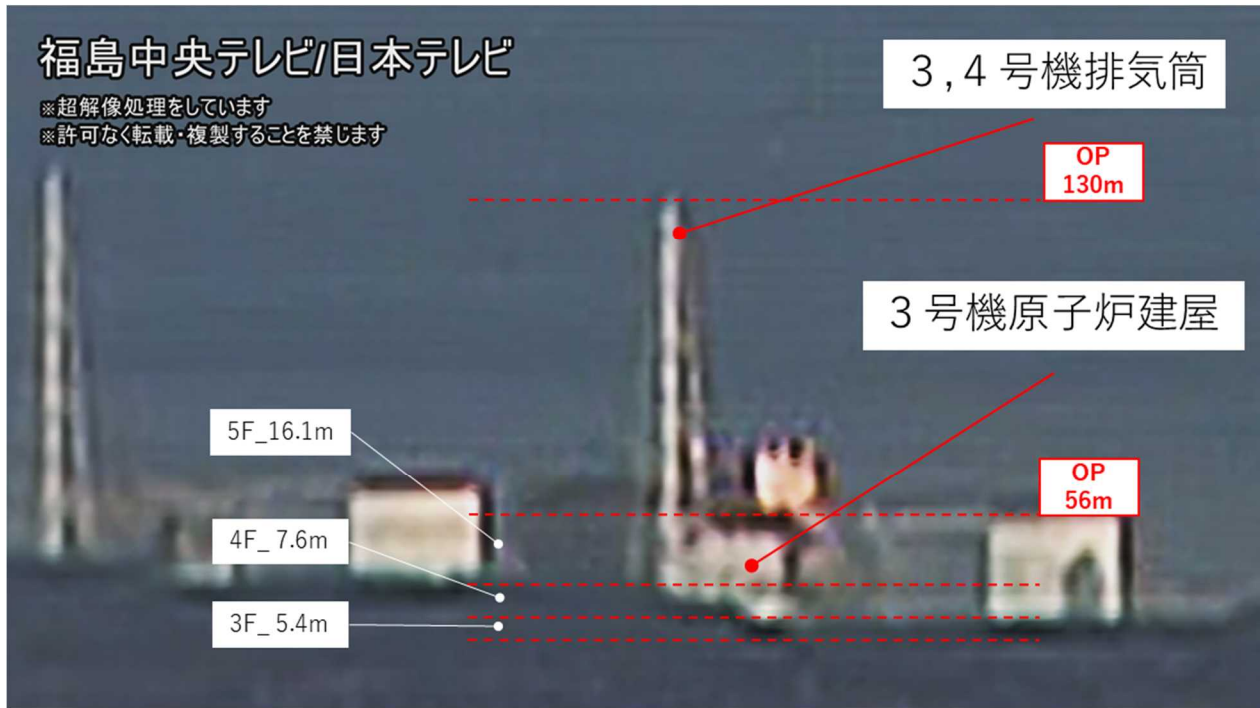 福島中央テレビ/日本テレビ
※超解像処理をしています
※許可なく転載・複製することを禁じます
3,4号機排気筒
OP
130m
3号機原子炉建屋
OP
56m
5F_16.1m
4F_ 7.6m
3F_ 5.4m